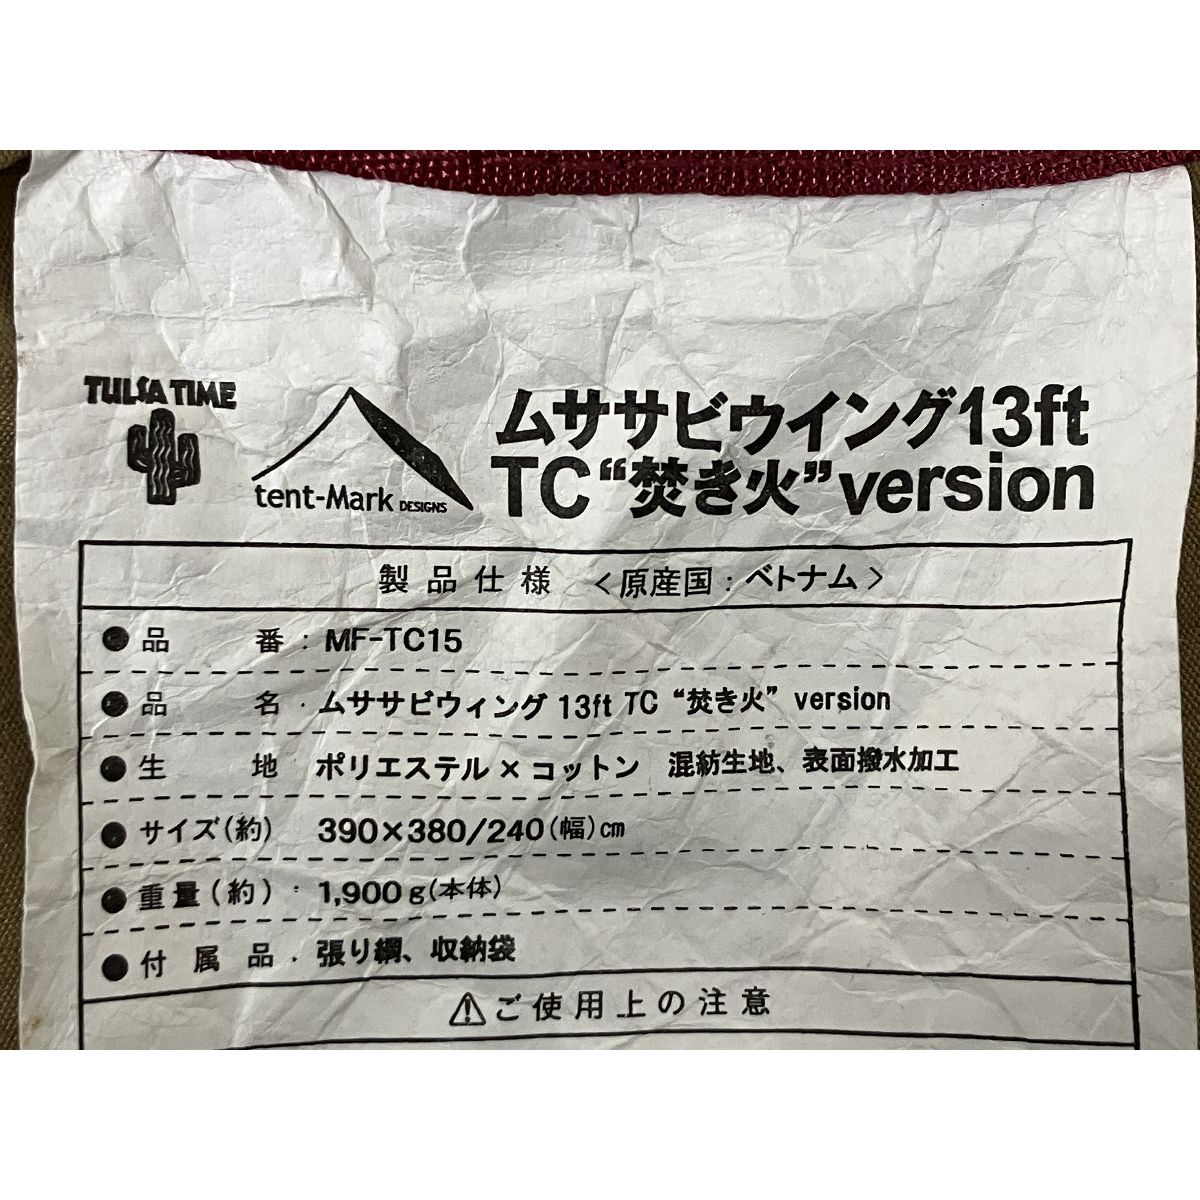 TULSA TIME
tent-Mark DESIGNS
ムササビウイング13ft
TC“焚き火”version
製品仕様 <原産国:ベトナム>
●品番:MF-TC15
●品名:ムササビウィング 13ft TC “焚き火” version
●生地 ポリエステル×コットン 混紡生地、表面撥水加工
●サイズ(約) 390×380/240(幅)cm
●重量(約):1,900g(本体)
●付属品:張り綱、収納袋
⚠ご使用上の注意